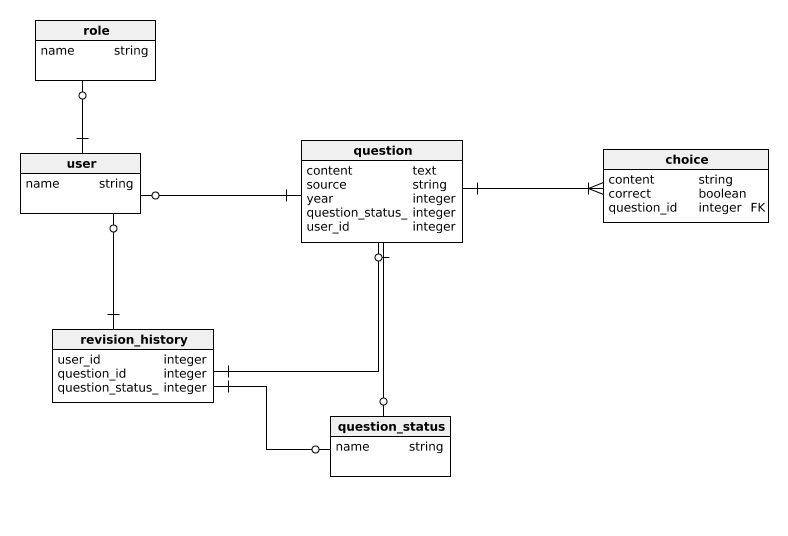 role
name string
user
name string
question
content text
source string
year integer
question_status_ integer
user_id integer
choice
content string
correct boolean
question_id integer FK
revision_history
user_id integer
question_id integer
question_status_ integer
question_status
name string